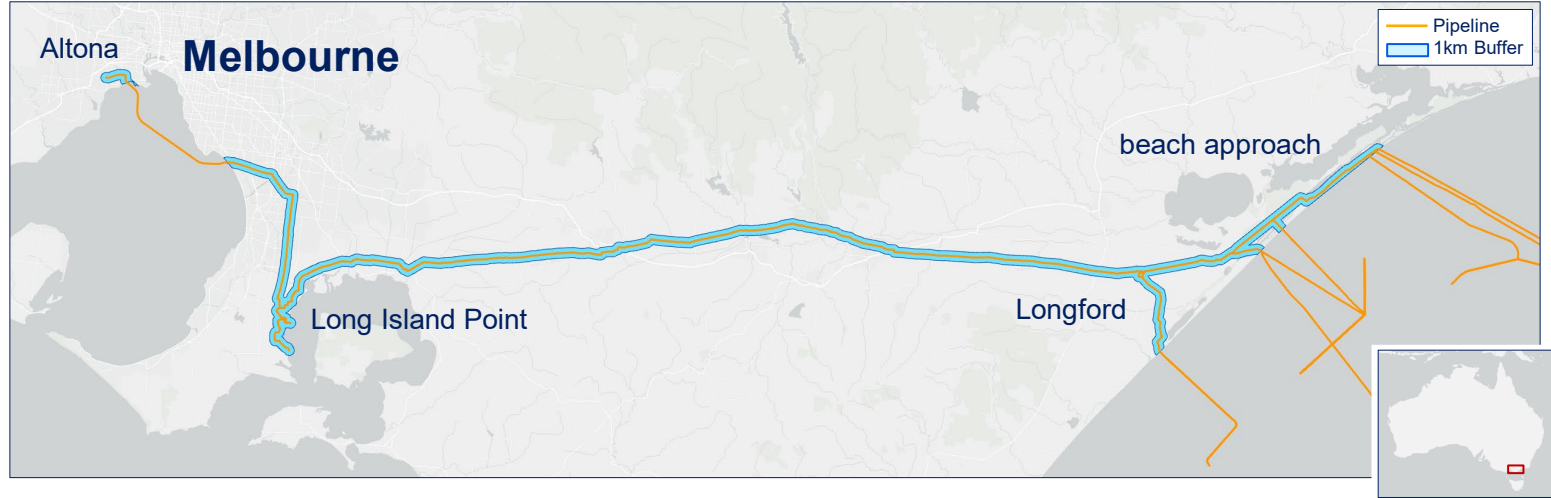 Altona
Melbourne
Pipeline
1km Buffer
beach approach
Long Island Point
Longford